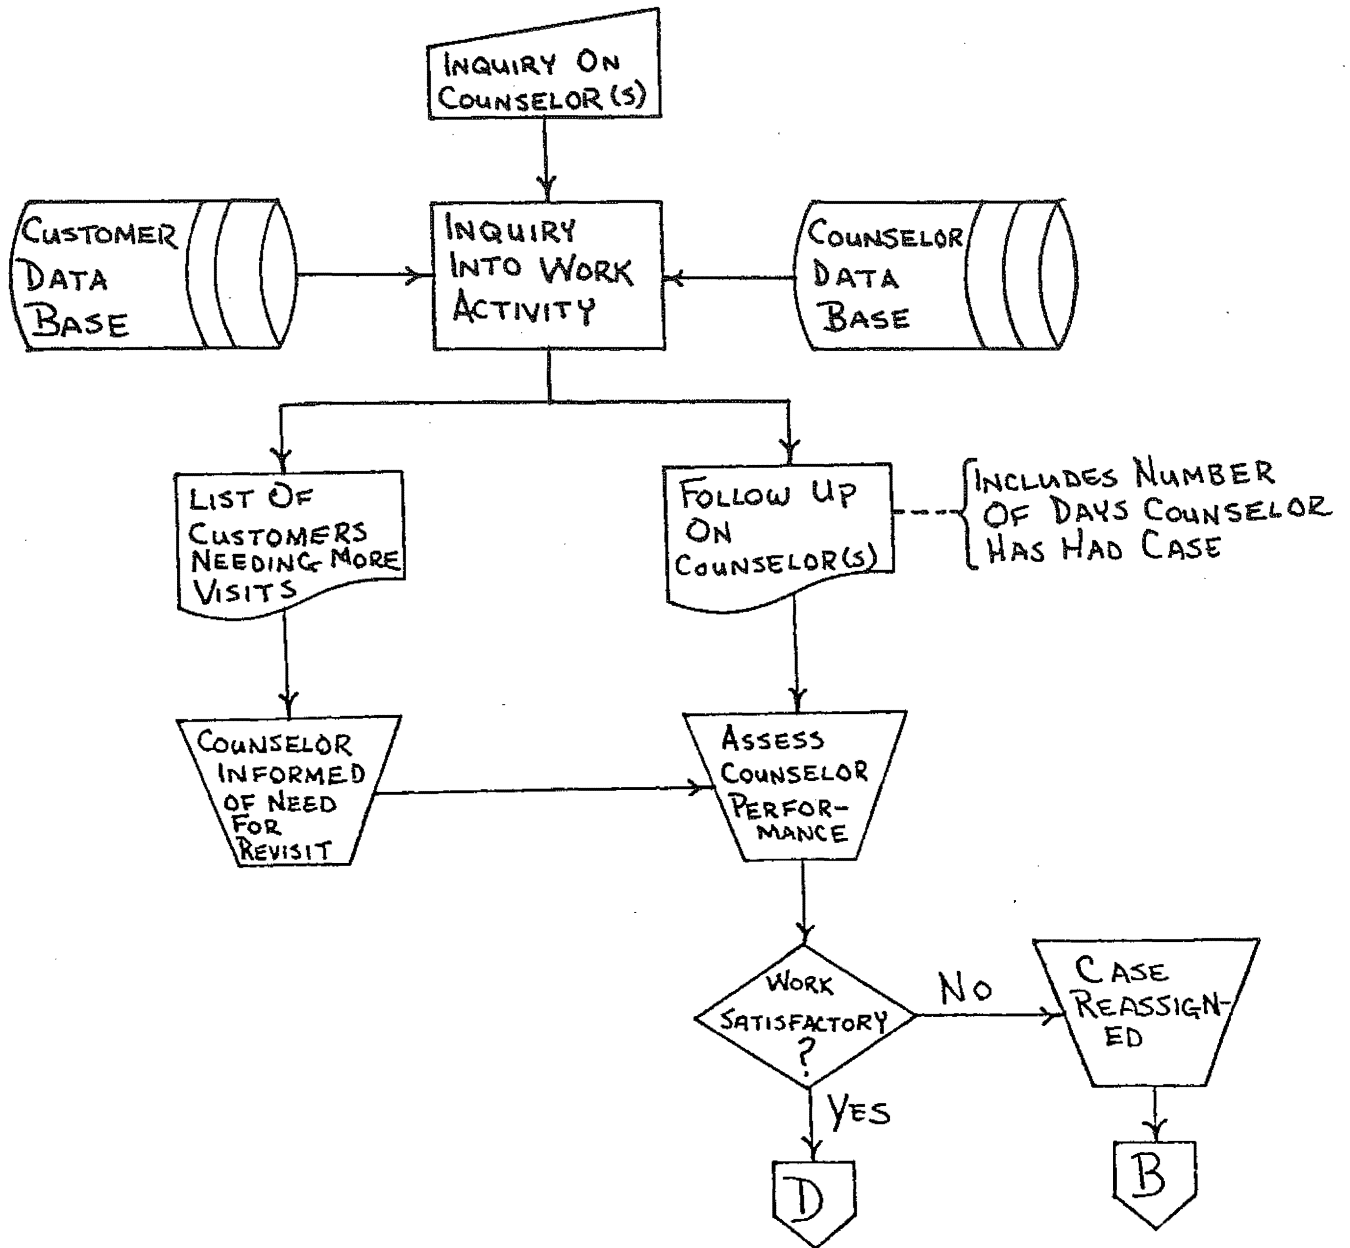 INQUIRY ON
COUNSELOR(S)
CUSTOMER
DATA
BASE
INQUIRY
INTO WORK
ACTIVITY
COUNSELOR
DATA
BASE
LIST OF
CUSTOMERS
NEEDING MORE
VISITS
FOLLOW UP
ON
COUNSELOR(S)
INCLUDES NUMBER
OF DAYS COUNSELOR
HAS HAD CASE
COUNSELOR
INFORMED
OF NEED
FOR
REVISIT
ASSESS
COUNSELOR
PERFOR-
MANCE
WORK
SATISFACTORY
?
NO
CASE
REASSIGN-
ED
YES
D
B